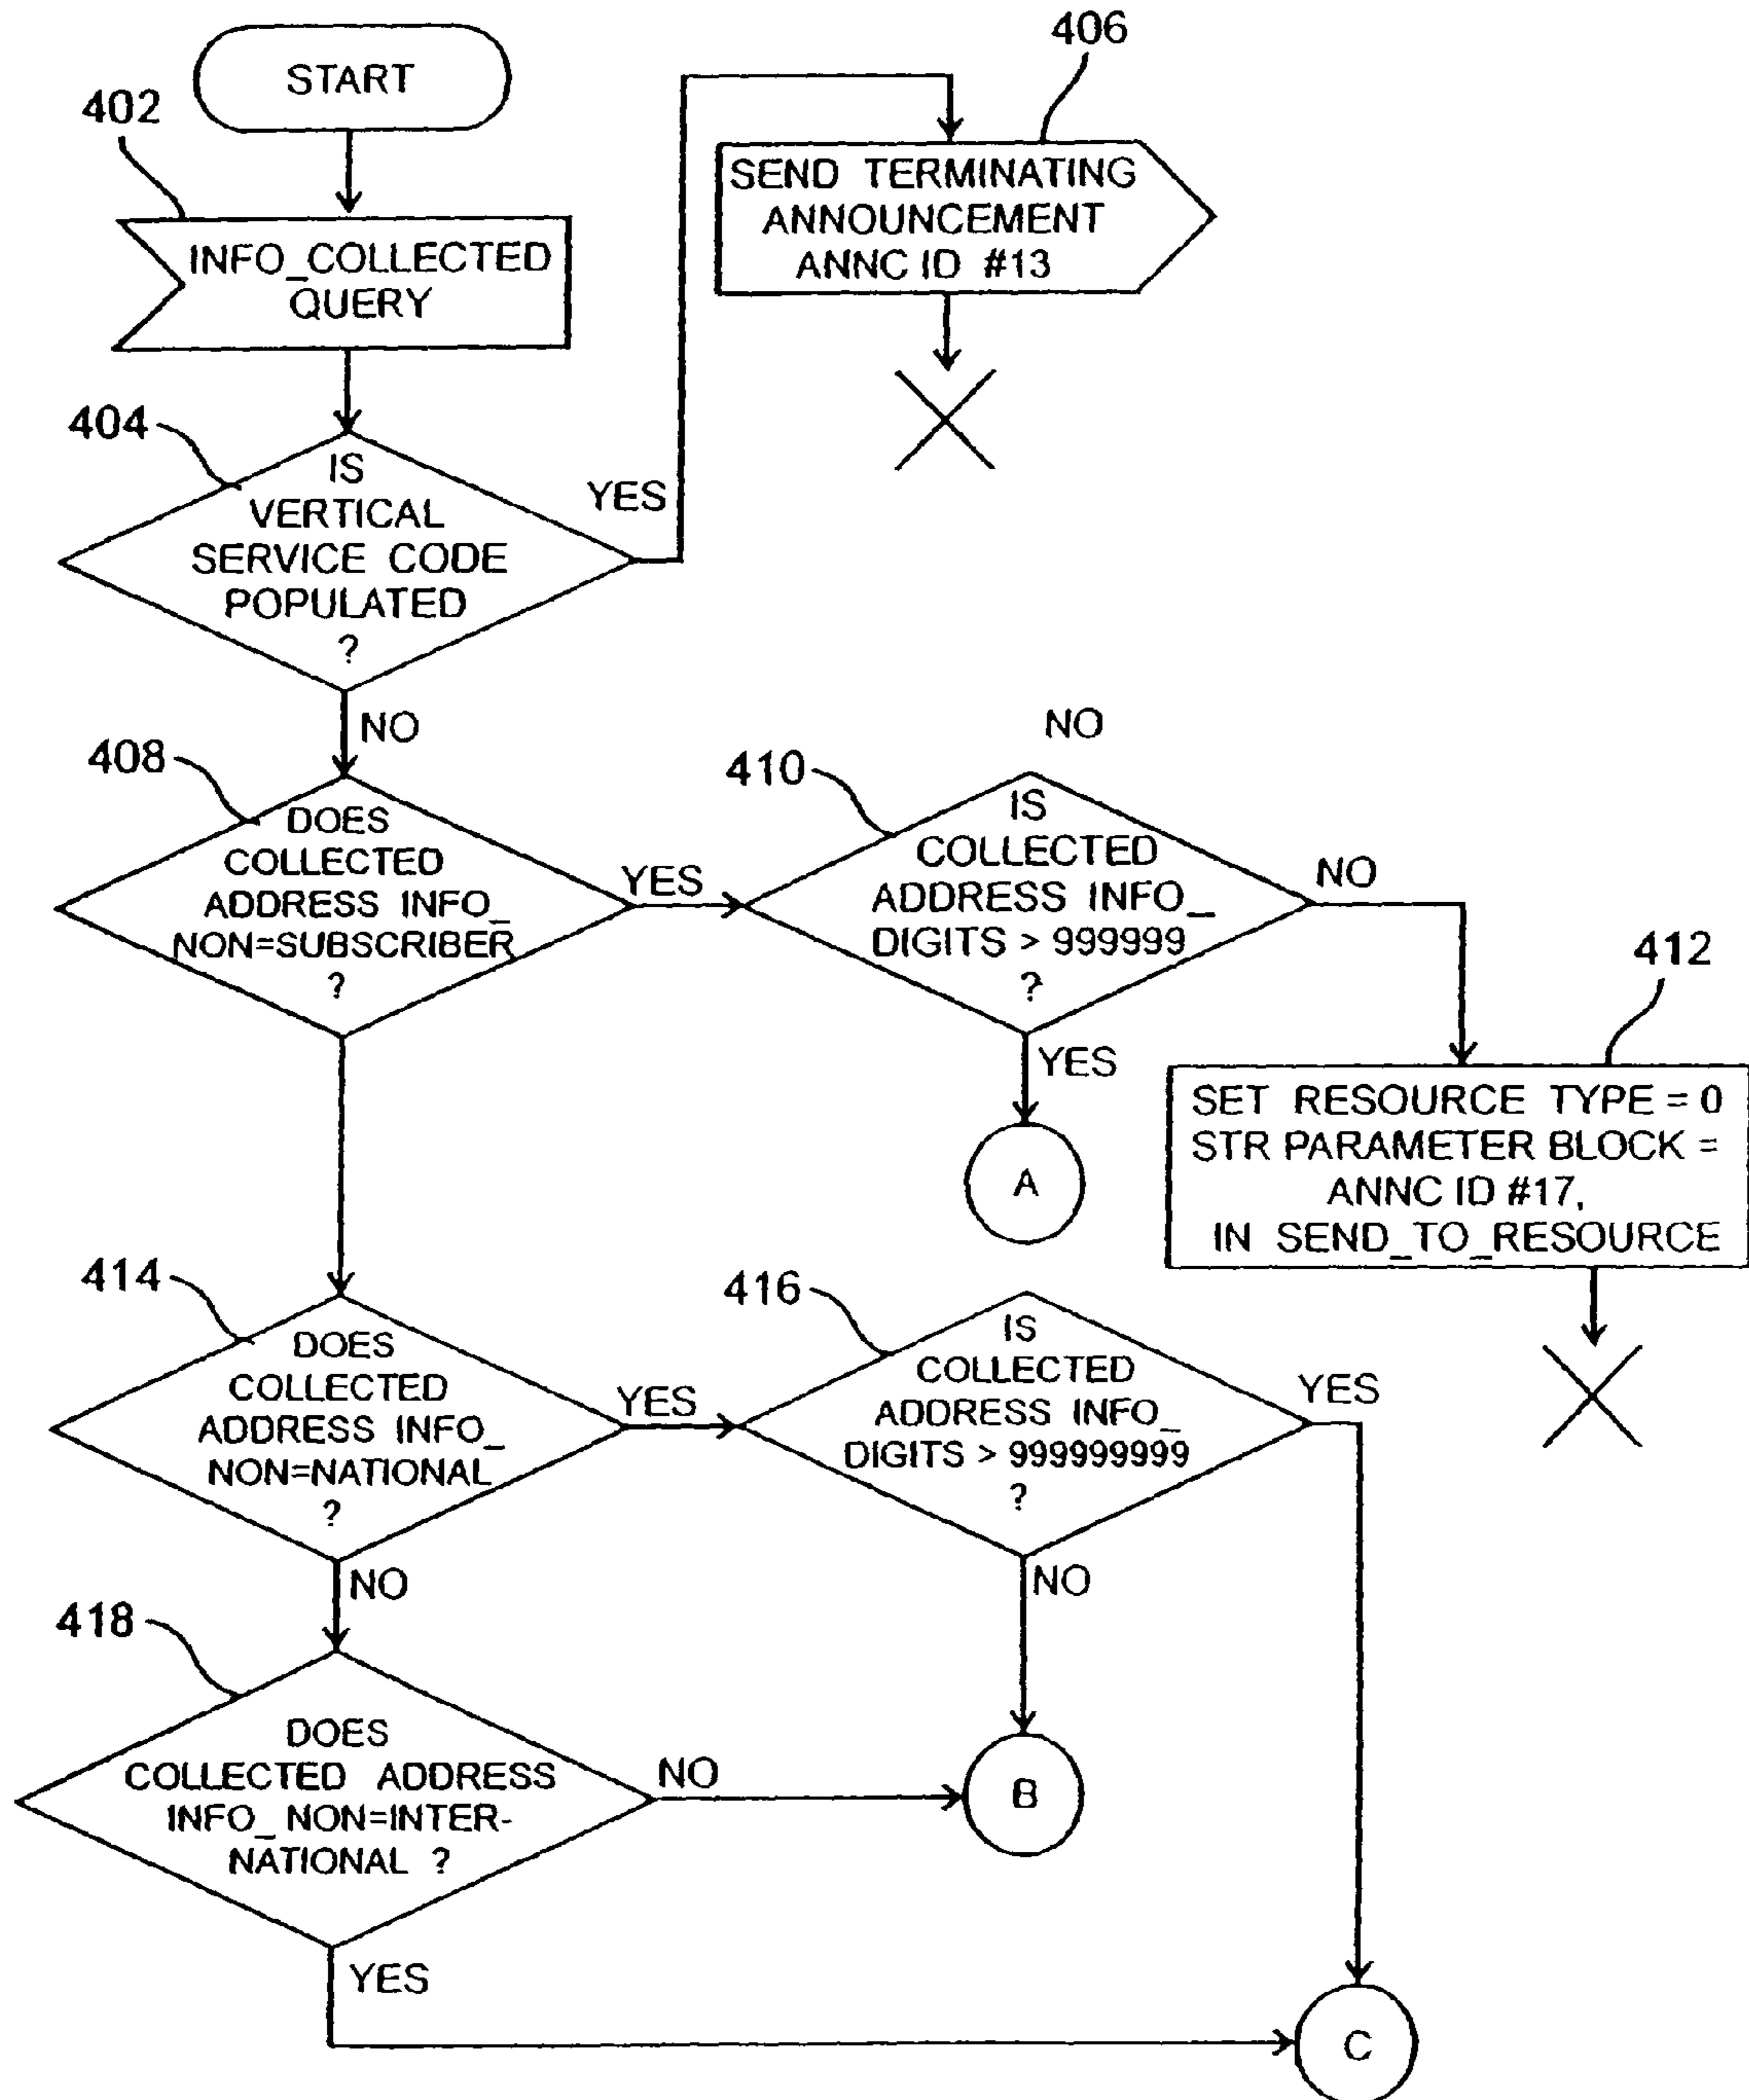 START
402
INFO_COLLECTED
QUERY
406
SEND TERMINATING
ANNOUNCEMENT
ANNC ID #13
404
IS
VERTICAL
SERVICE CODE
POPULATED
?
YES
NO
408
DOES
COLLECTED
ADDRESS INFO_
NON=SUBSCRIBER
?
YES
NO
410
IS
COLLECTED
ADDRESS INFO_
DIGITS > 999999
?
NO
YES
A
412
SET RESOURCE TYPE = 0
STR PARAMETER BLOCK =
ANNC ID #17,
IN SEND_TO_RESOURCE
414
DOES
COLLECTED
ADDRESS INFO_
NON=NATIONAL
?
YES
NO
416
IS
COLLECTED
ADDRESS INFO_
DIGITS > 999999999
?
YES
NO
418
DOES
COLLECTED ADDRESS
INFO_ NON=INTER-
NATIONAL ?
NO
B
YES
C